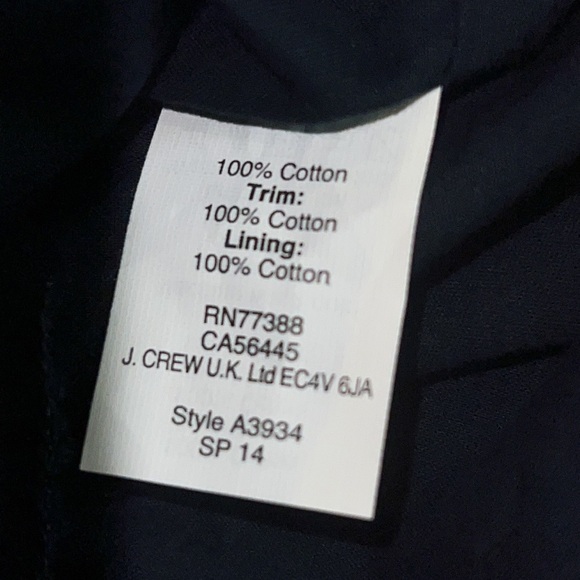 100% Cotton
Trim:
100% Cotton
Lining:
100% Cotton
RN77388
CA56445
J. CREW U.K. Ltd EC4V 6JA
Style A3934
SP 14